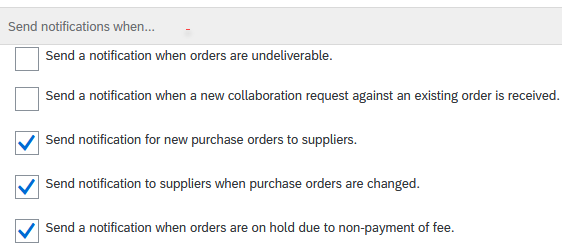 Send notifications when...
Send a notification when orders are undeliverable.
Send a notification when a new collaboration request against an existing order is received.
Send notification for new purchase orders to suppliers.
Send notification to suppliers when purchase orders are changed.
Send a notification when orders are on hold due to non-payment of fee.